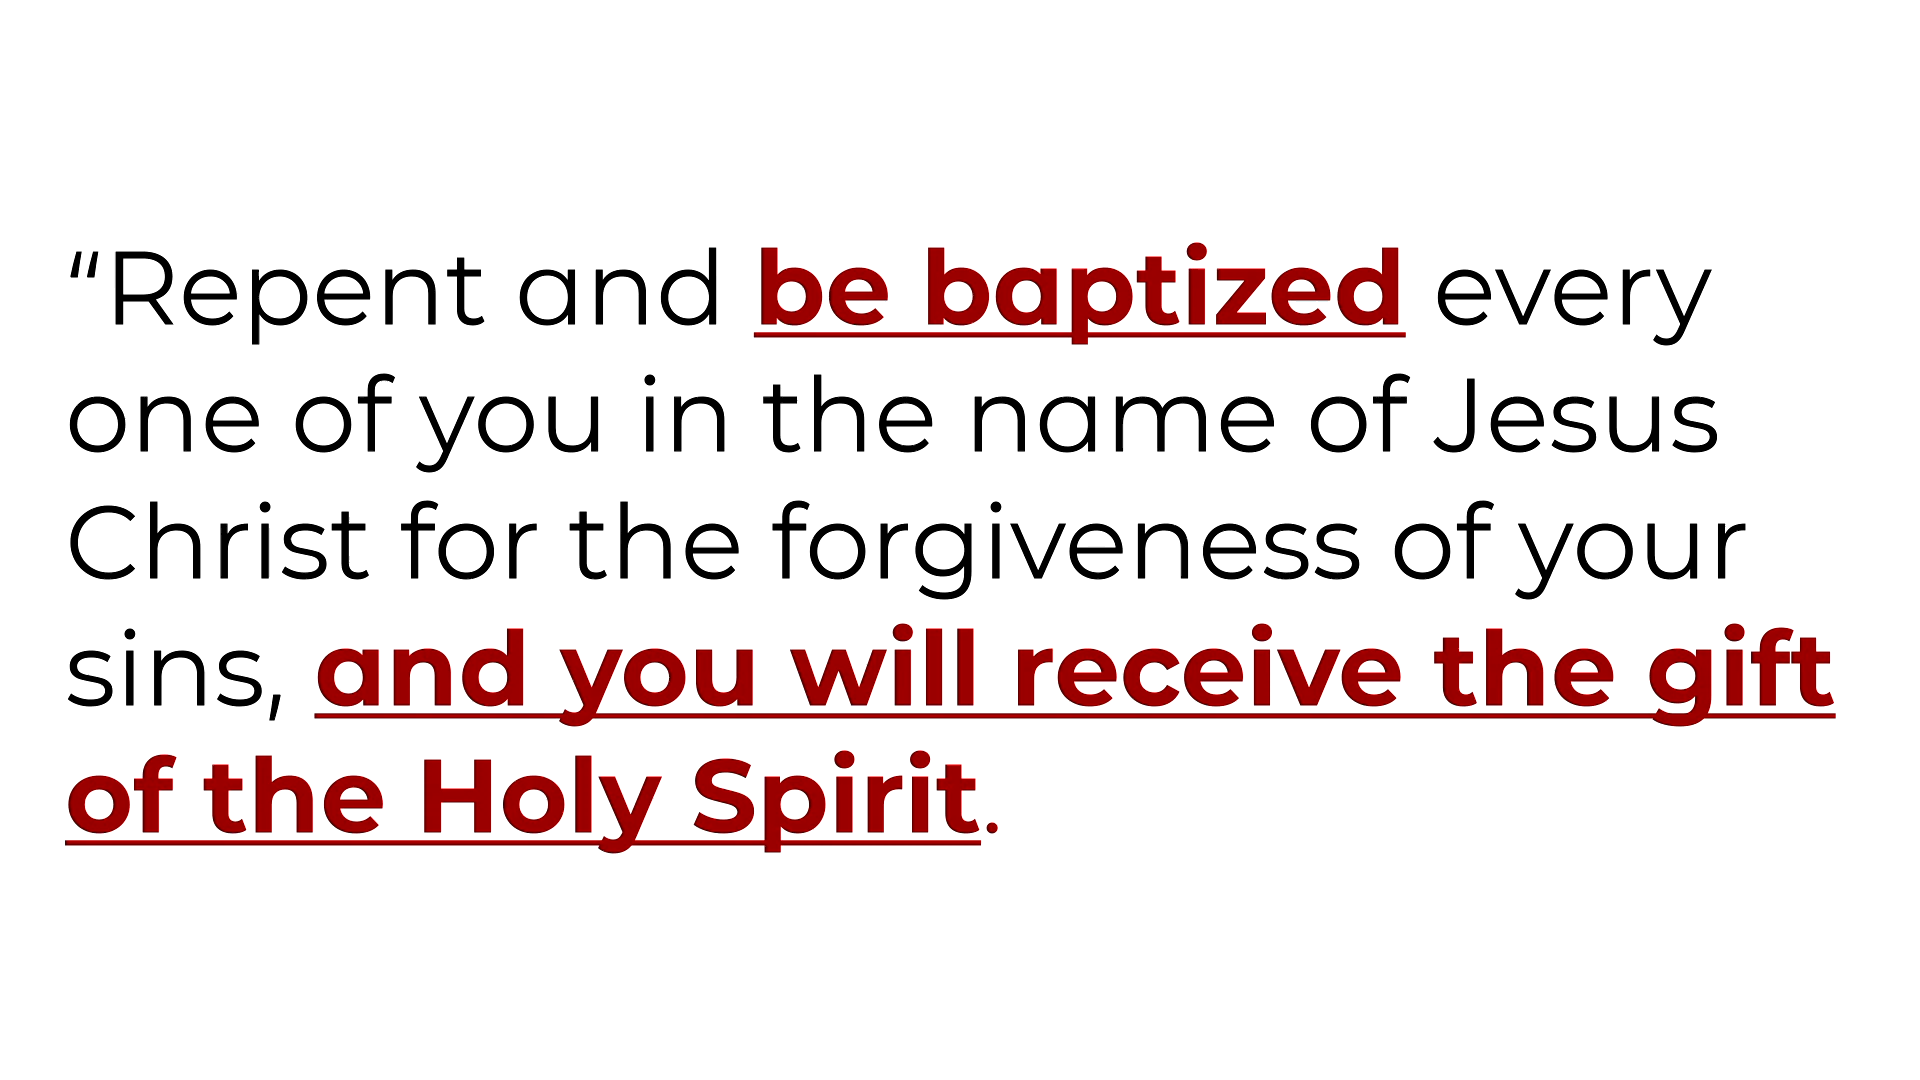 “Repent and be baptized every
one of you in the name of Jesus
Christ for the forgiveness of your
sins, and you will receive the gift
of the Holy Spirit.